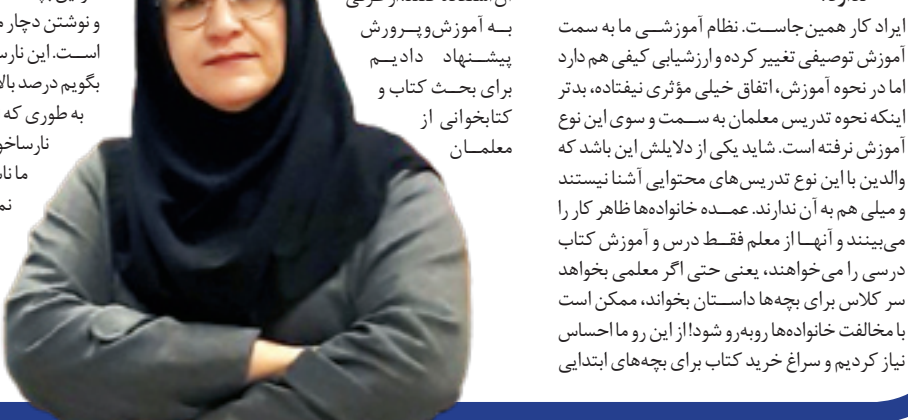 ایراد کار همین‌جاست. نظام آموزشی ما به سمت
آموزش توصیفی تغییر کرده و ارزشیابی کیفی هم دارد
اما در نحوه آموزش، اتفاق خیلی مؤثری نیفتاده، بدتر
اینکه نحوه تدریس معلمان به سمت و سوی این نوع
آموزش نرفته است. شاید یکی از دلایلش این باشد که
والدین با این نوع تدریس‌های محتوایی آشنا نیستند
و میلی هم به آن ندارند. عمده خانواده‌ها ظاهر کار را
می‌بینند و آنها از معلم فقط درس و آموزش کتاب
درسی را می‌خواهند، یعنی حتی اگر معلمی بخواهد
سر کلاس برای بچه‌ها داستان بخواند، ممکن است
با مخالفت خانواده‌ها روبه‌رو شود! از این رو ما احساس
نیاز کردیم و سراغ خرید کتاب برای بچه‌های ابتدایی
به آموزش‌وپرورش
پیشنهاد دادیم
برای بحث کتاب و
کتابخوانی از
معلمان
و نوشتن دچار
است. این
بگویم درصد
به طوری که